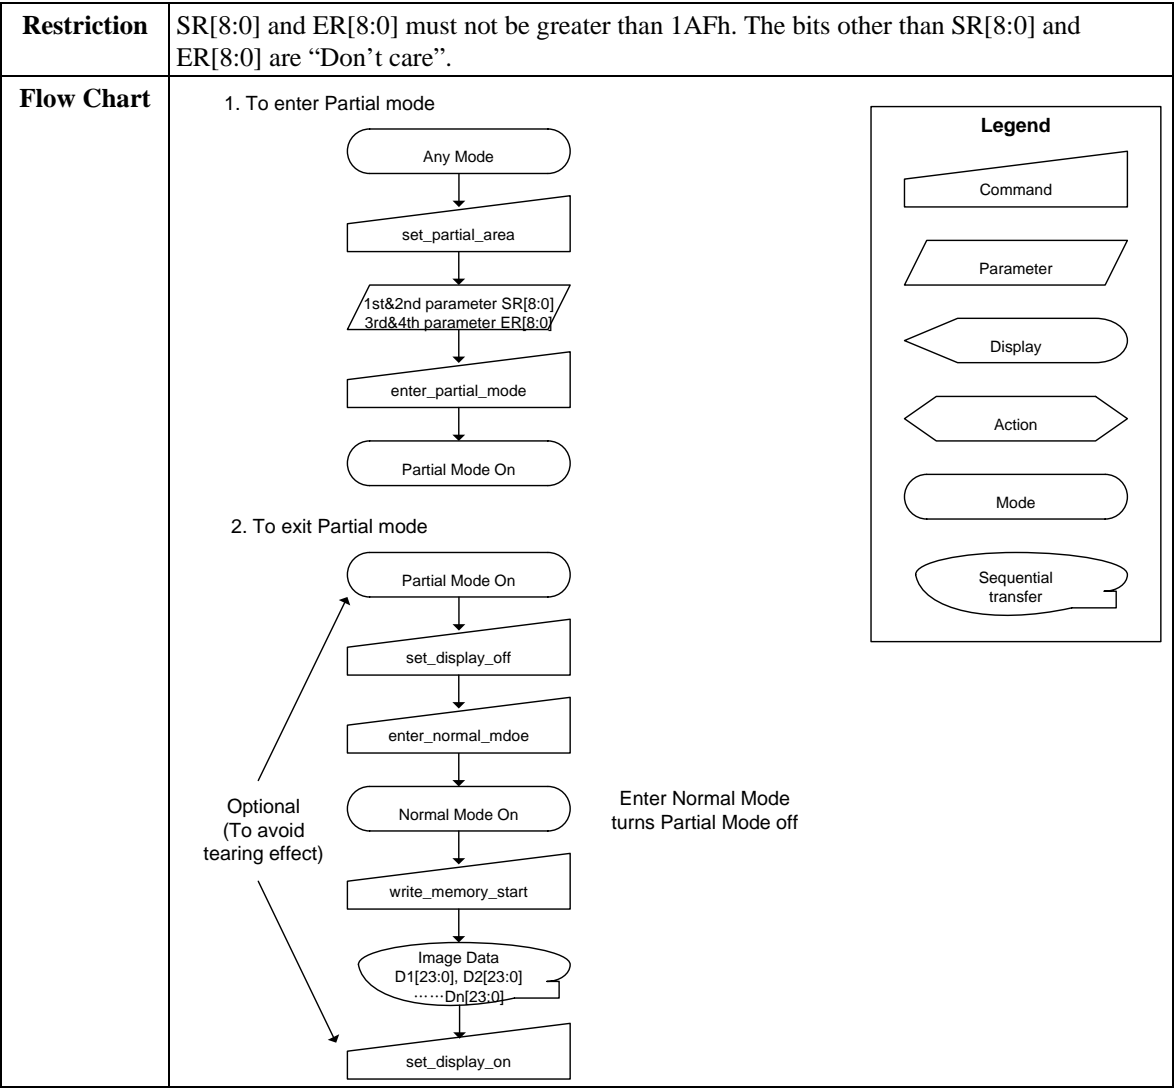 Restriction
SR[8:0] and ER[8:0] must not be greater than 1AFh. The bits other than SR[8:0] and
ER[8:0] are “Don’t care”.
Flow Chart
1. To enter Partial mode
Any Mode
set_partial_area
1st&2nd parameter SR[8:0]
3rd&4th parameter ER[8:0]
enter_partial_mode
Partial Mode On
2. To exit Partial mode
Partial Mode On
set_display_off
enter_normal_mdoe
Normal Mode On
Enter Normal Mode
turns Partial Mode off
Optional
(To avoid
tearing effect)
write_memory_start
Image Data
D1[23:0], D2[23:0]
⋯⋯Dn[23:0]
set_display_on
Legend
Command
Parameter
Display
Action
Mode
Sequential
transfer